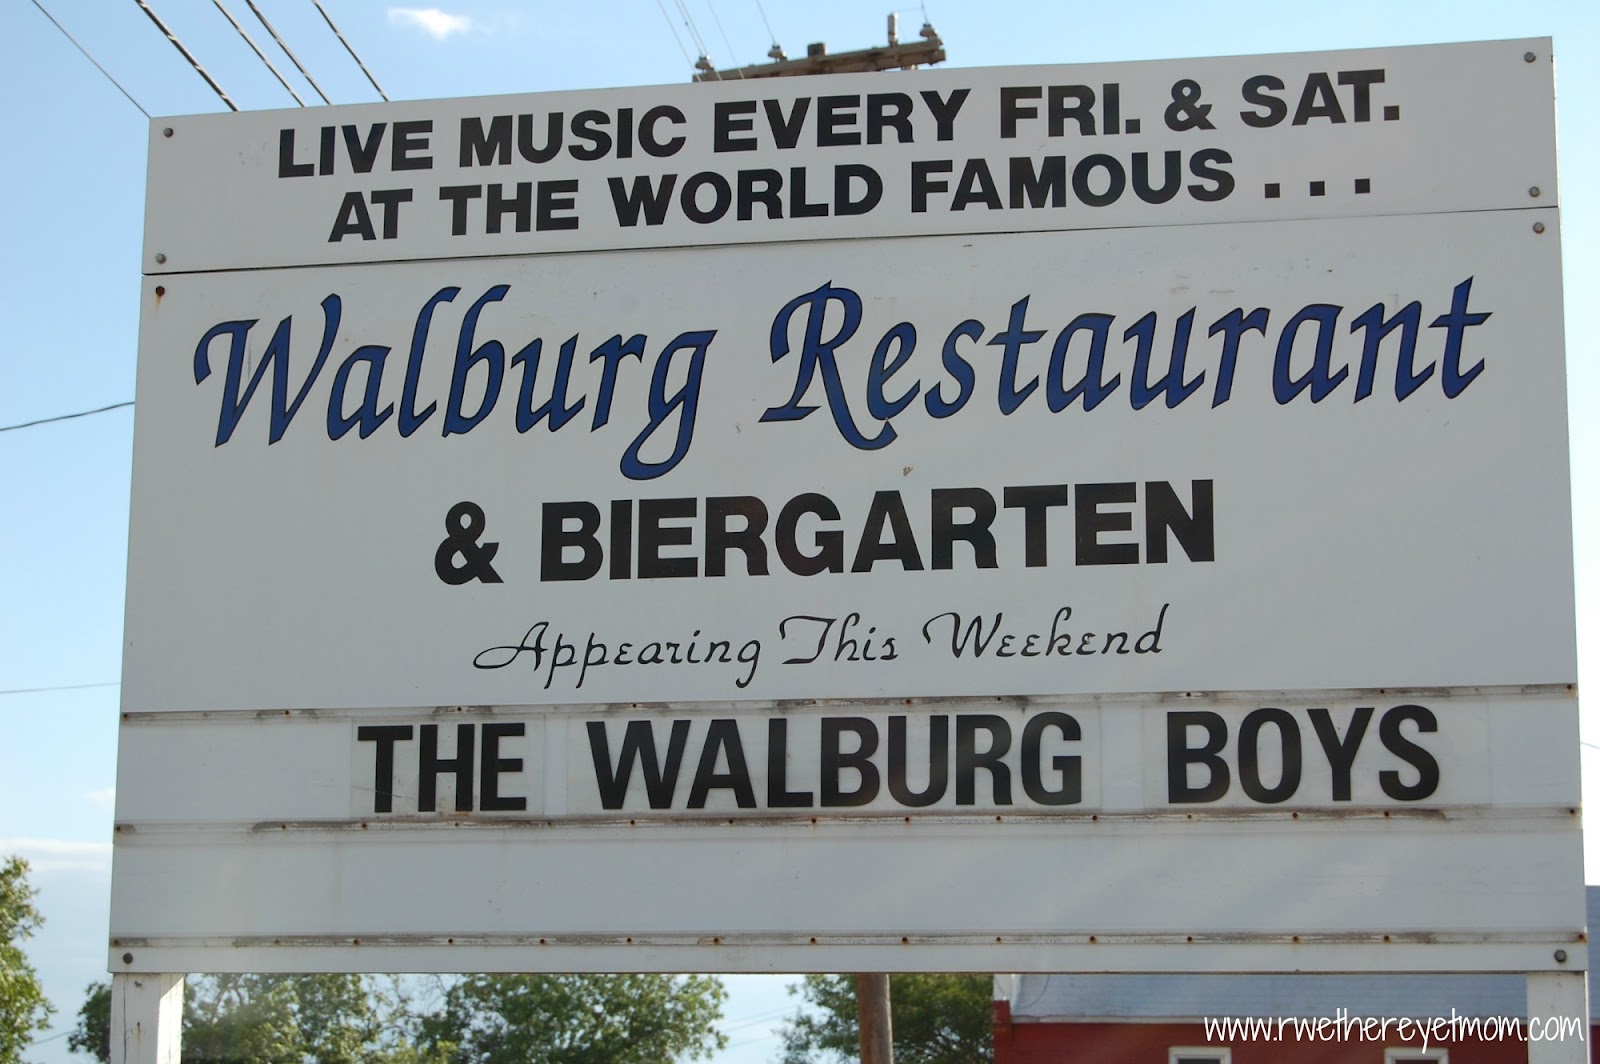 LIVE MUSIC EVERY FRI. & SAT.
AT THE WORLD FAMOUS . . .
Walburg Restaurant
& BIERGARTEN
Appearing This Weekend
THE WALBURG BOYS
www.rwethereyetmom.com